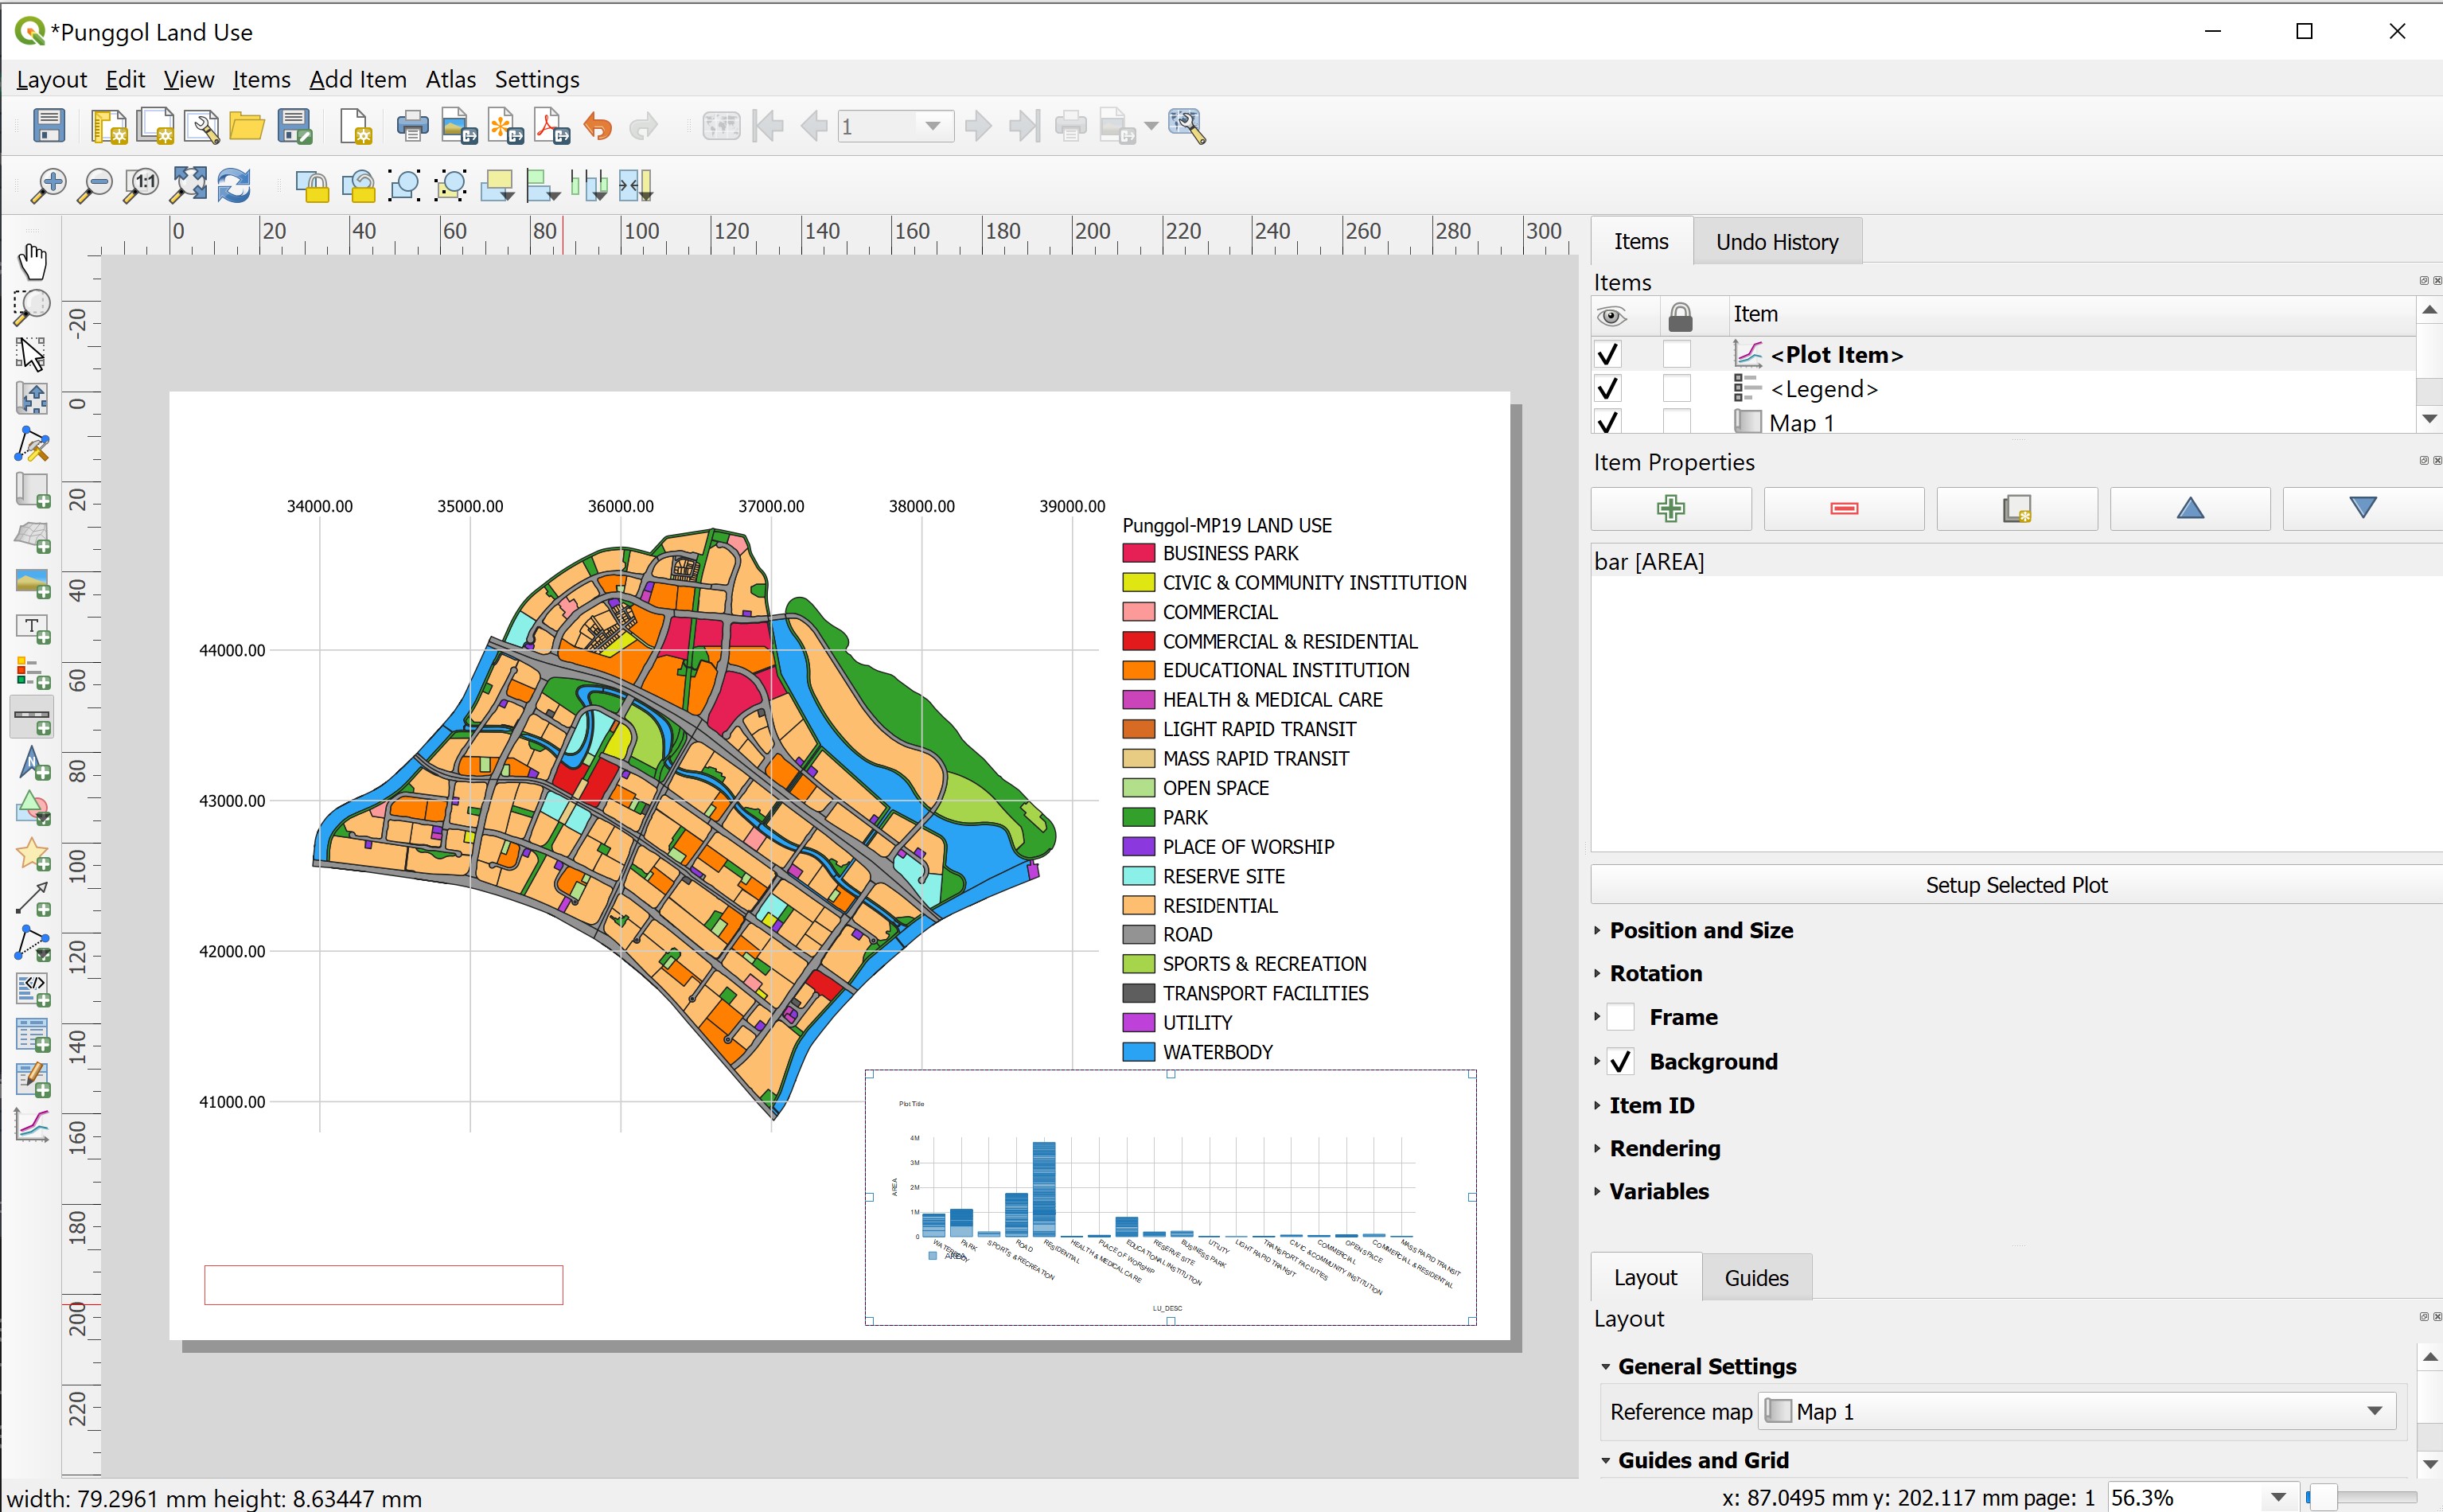 *Punggol Land Use
Layout Edit View Items Add Item Atlas Settings
1
1:1
0 20 40 60 80 100 120 140 160 180 200 220 240 260 280 300
-20 0 20 40 60 80 100 120 140 160 180 200 220
34000.00 35000.00 36000.00 37000.00 38000.00 39000.00
44000.00
43000.00
42000.00
41000.00
Punggol-MP19 LAND USE
BUSINESS PARK
CIVIC & COMMUNITY INSTITUTION
COMMERCIAL
COMMERCIAL & RESIDENTIAL
EDUCATIONAL INSTITUTION
HEALTH & MEDICAL CARE
LIGHT RAPID TRANSIT
MASS RAPID TRANSIT
OPEN SPACE
PARK
PLACE OF WORSHIP
RESERVE SITE
RESIDENTIAL
ROAD
SPORTS & RECREATION
TRANSPORT FACILITIES
UTILITY
WATERBODY
Plot Title
4M
3M
2M
1M
0
AREA
WATERBODY
PARK
SPORTS & RECREATION
ROAD
RESIDENTIAL
HEALTH & MEDICAL CARE
PLACE OF WORSHIP
EDUCATIONAL INSTITUTION
RESERVE SITE
BUSINESS PARK
UTILITY
LIGHT RAPID TRANSIT
TRANSPORT FACILITIES
CIVIC & COMMUNITY INSTITUTION
COMMERCIAL
OPEN SPACE
COMMERCIAL & RESIDENTIAL
MASS RAPID TRANSIT
LU_DESC
Items Undo History
Items
Item
<Plot Item>
<Legend>
Map 1
Item Properties
bar [AREA]
Setup Selected Plot
Position and Size
Rotation
Frame
Background
Item ID
Rendering
Variables
Layout Guides
Layout
General Settings
Reference map Map 1
Guides and Grid
width: 79.2961 mm height: 8.63447 mm
x: 87.0495 mm y: 202.117 mm page: 1 56.3%